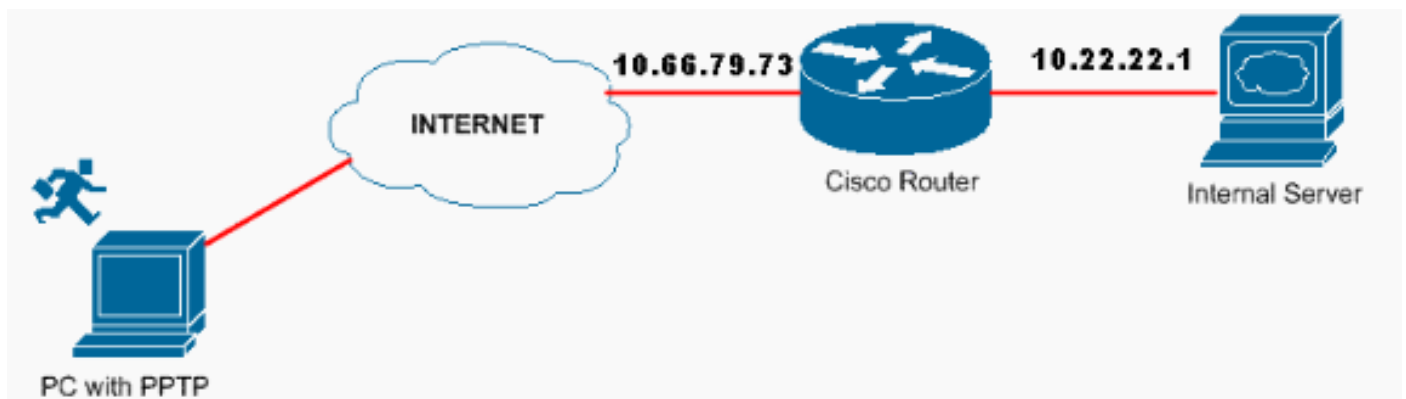 10.66.79.73
10.22.22.1
INTERNET
Cisco Router
Internal Server
PC with PPTP